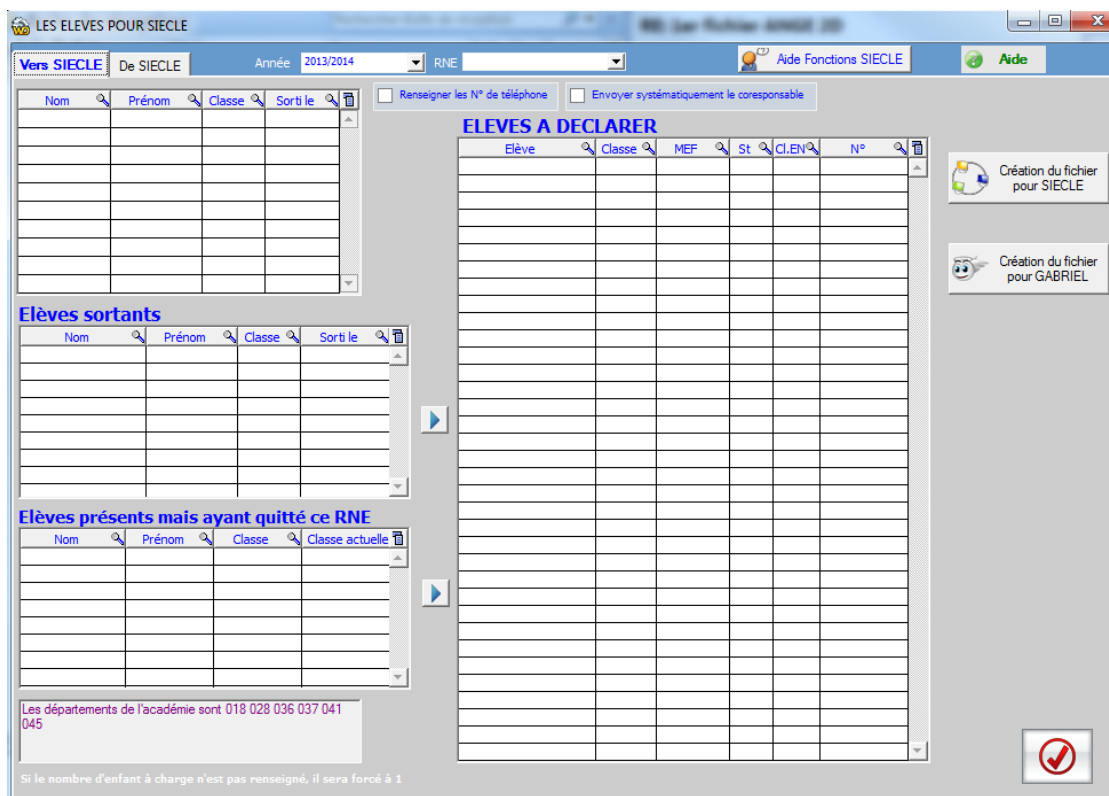 LES ELEVES POUR SIECLE
Vers SIECLE De SIECLE Année 2013/2014 RNE Aide Fonctions SIECLE Aide
Renseigner les N° de téléphone Envoyer systématiquement le coresponsable
Nom Prénom Classe Sorti le
ELEVES A DECLARER
Elève Classe MEF St Cl.EN N°
Création du fichier
pour SIECLE
Création du fichier
pour GABRIEL
Elèves sortants
Nom Prénom Classe Sorti le
Elèves présents mais ayant quitté ce RNE
Nom Prénom Classe Classe actuelle
Les départements de l'académie sont 018 028 036 037 041
045
Si le nombre d'enfant à charge n'est pas renseigné, il sera forcé à 1